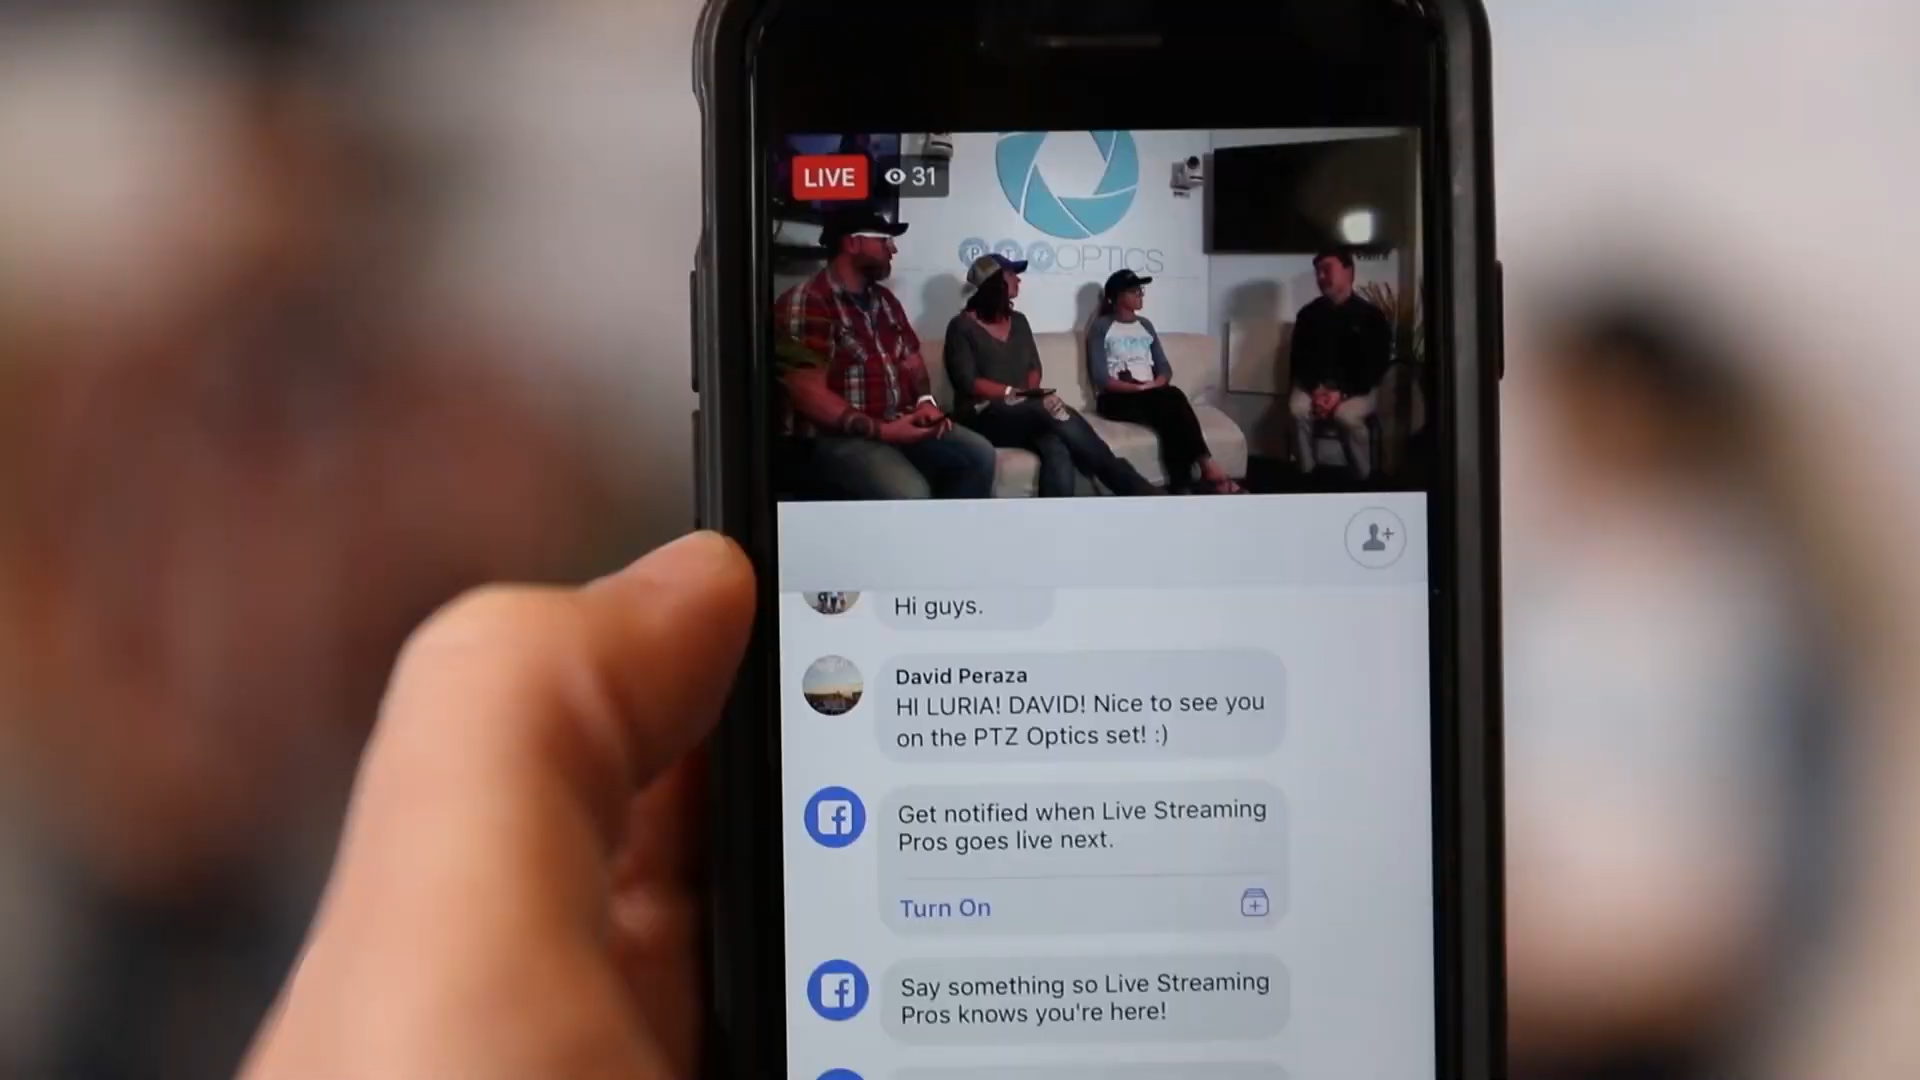 LIVE 31
PTZOPTICS
Hi guys.
David Peraza
HI LURIA! DAVID! Nice to see you
on the PTZ Optics set! :)
Get notified when Live Streaming
Pros goes live next.
Turn On
Say something so Live Streaming
Pros knows you're here!